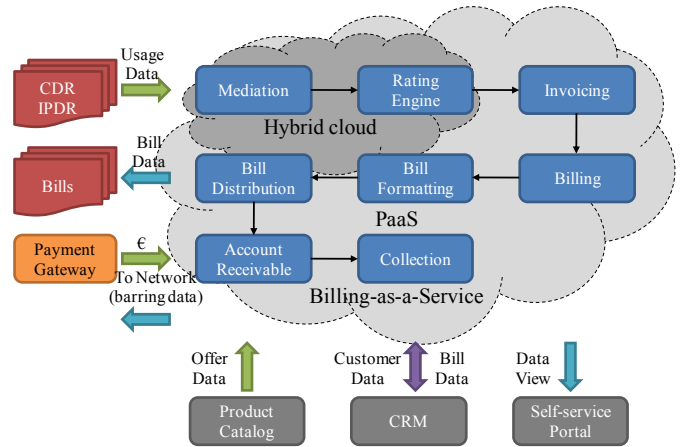 Usage
Data
CDR
IPDR
Mediation
Rating
Engine
Invoicing
Hybrid cloud
Bill
Data
Bills
Bill
Distribution
Bill
Formatting
Billing
PaaS
Payment
Gateway
€
To Network
(barring data)
Account
Receivable
Collection
Billing-as-a-Service
Offer
Data
Customer
Data
Bill
Data
Data
View
Product
Catalog
CRM
Self-service
Portal